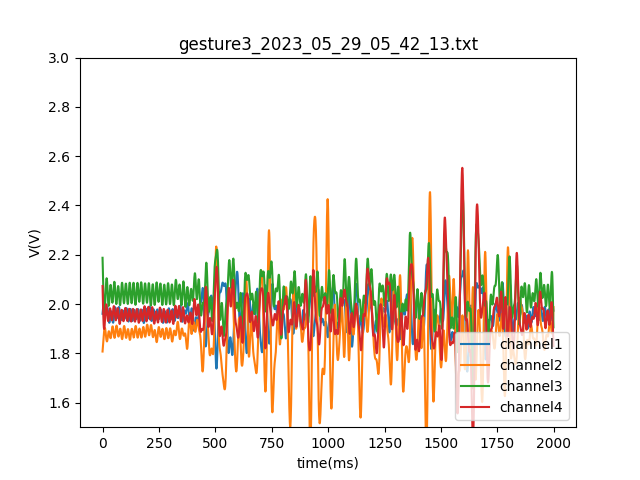 gesture3_2023_05_29_05_42_13.txt
3.0
2.8
2.6
2.4
2.2
2.0
1.8
1.6
V(V)
channel1
channel2
channel3
channel4
0 250 500 750 1000 1250 1500 1750 2000
time(ms)